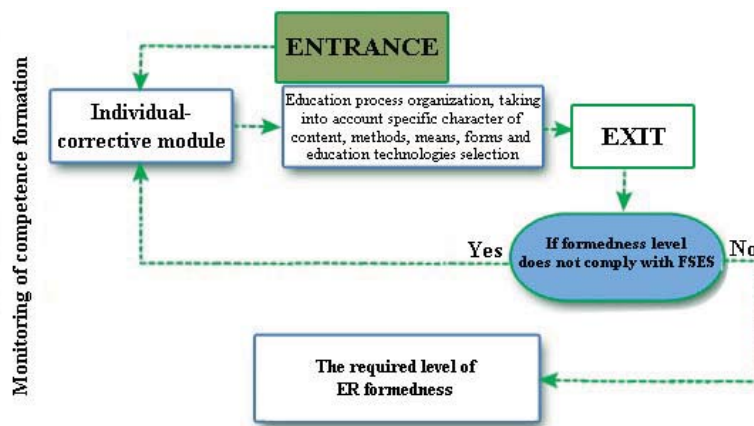 ENTRANCE
Individual-
corrective module
Education process organization, taking
into account specific character of
content, methods, means, forms and
education technologies selection
EXIT
If formedness level
does not comply with FSES
Yes
No
The required level of
ER formedness
Monitoring of competence formation